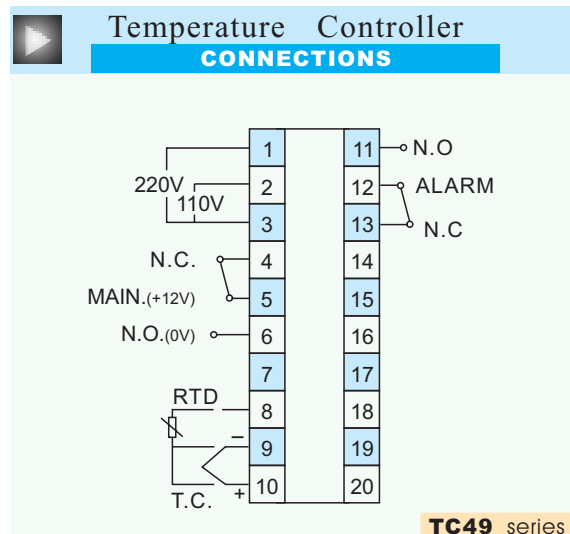 Temperature Controller
CONNECTIONS
1 11 N.O
220V 2 12 ALARM
110V
3 13 N.C
N.C. 4 14
MAIN.(+12V) 5 15
N.O.(0V) 6 16
7 17
RTD 8 18
− 9 19
T.C. + 10 20
TC49 series